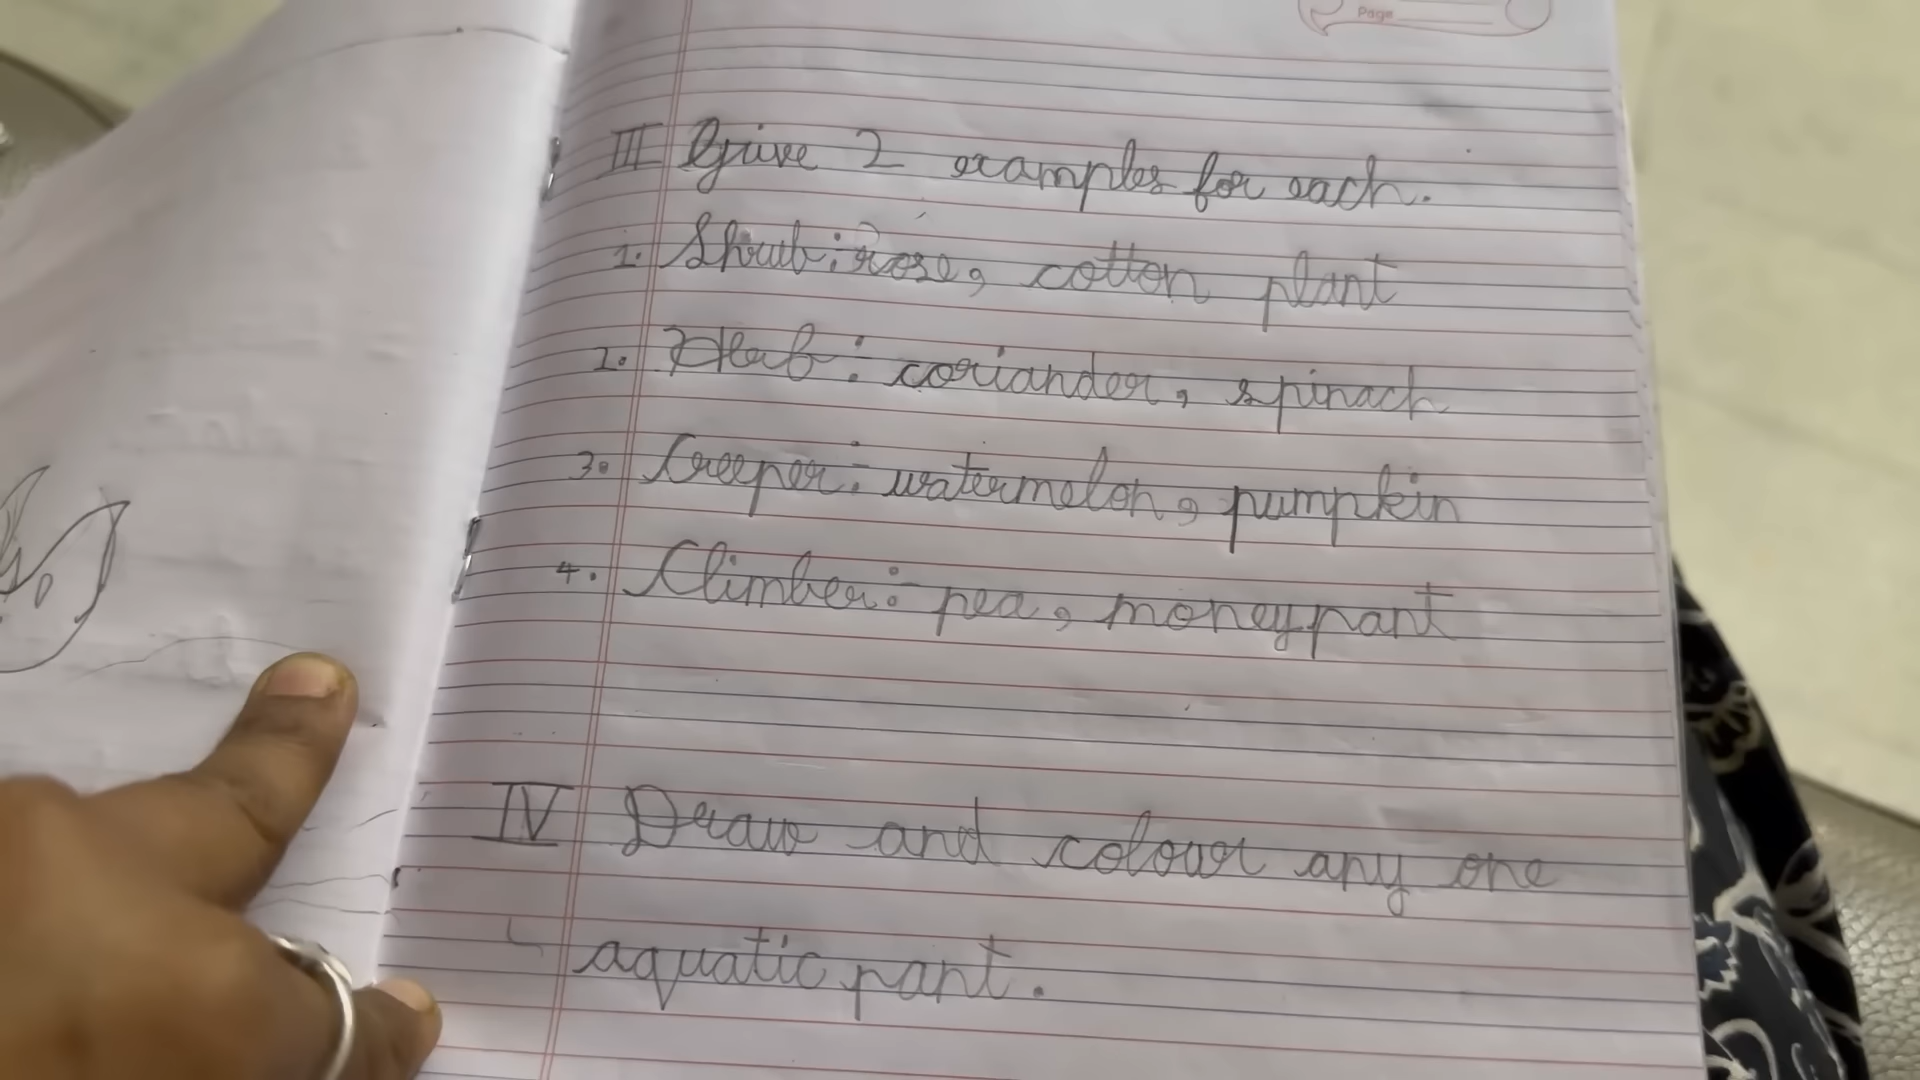 Page
III Give 2 examples for each.
1. Shrub: rose, cotton plant
2. Herb: coriander, spinach
3. Creeper: watermelon, pumpkin
4. Climber: pea, moneypant
IV Draw and colour any one
aquatic pant.